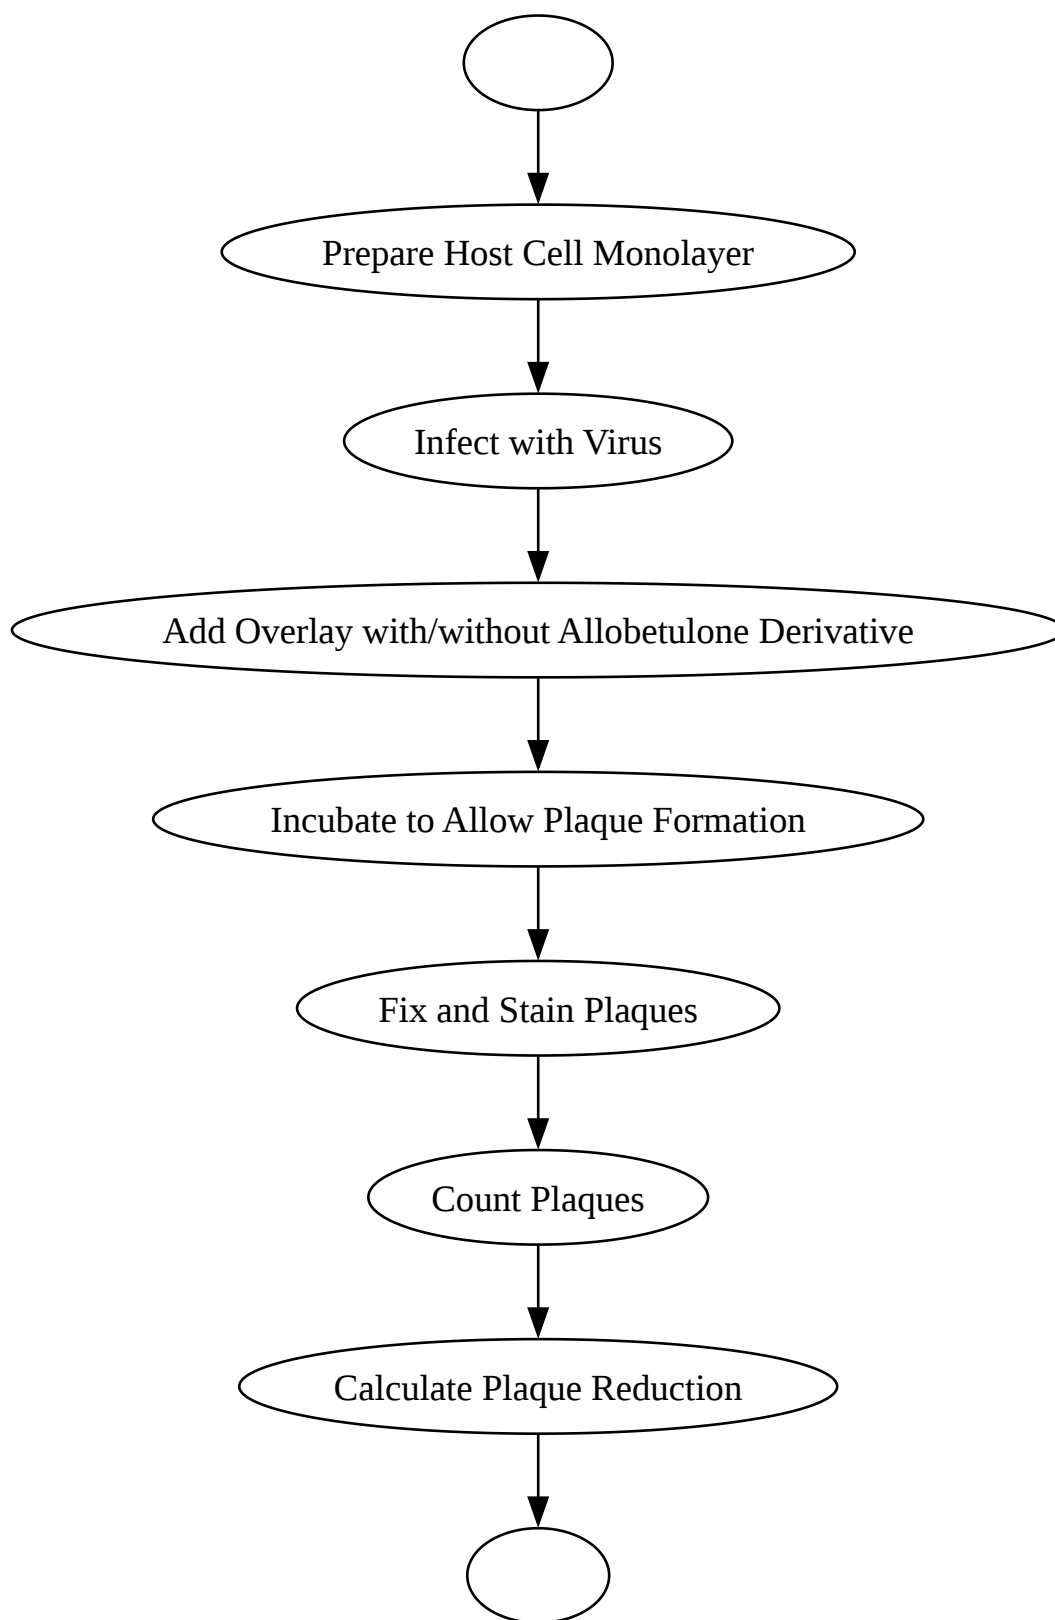 Prepare Host Cell Monolayer
Infect with Virus
Add Overlay with/without Allobetulone Derivative
Incubate to Allow Plaque Formation
Fix and Stain Plaques
Count Plaques
Calculate Plaque Reduction